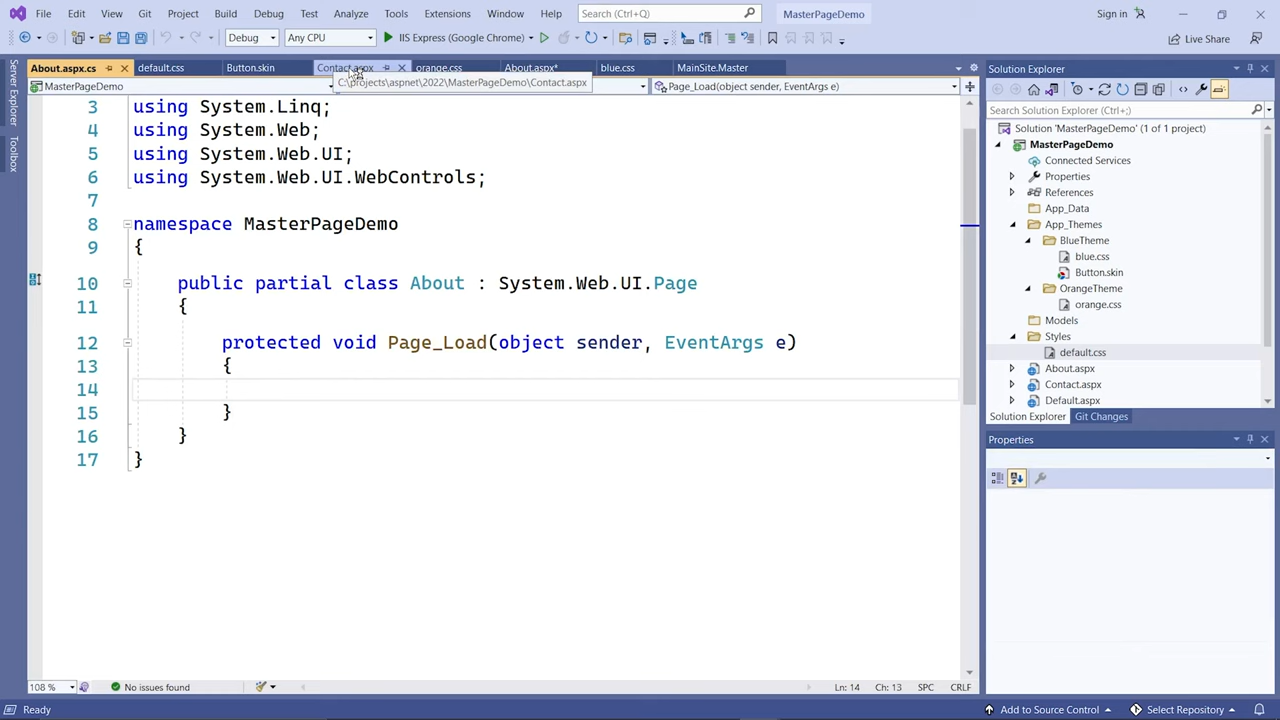 File Edit View Git Project Build Debug Test Analyze Tools Extensions Window Help Search (Ctrl+Q) MasterPageDemo Sign in
Debug Any CPU IIS Express (Google Chrome) Live Share
About.aspx.cs default.css Button.skin Contact.aspx orange.css About.aspx* blue.css MainSite.Master
C:\projects\aspnet\2022\MasterPageDemo\Contact.aspx
MasterPageDemo Page_Load(object sender, EventArgs e)
Server Explorer
Toolbox
3 using System.Linq;
4 using System.Web;
5 using System.Web.UI;
6 using System.Web.UI.WebControls;
7
8 namespace MasterPageDemo
9 {
10 public partial class About : System.Web.UI.Page
11 {
12 protected void Page_Load(object sender, EventArgs e)
13 {
14
15 }
16 }
17 }
108 % No issues found Ln: 14 Ch: 13 SPC CRLF
Solution Explorer
Search Solution Explorer (Ctrl+;)
Solution 'MasterPageDemo' (1 of 1 project)
MasterPageDemo
Connected Services
Properties
References
App_Data
App_Themes
BlueTheme
blue.css
Button.skin
OrangeTheme
orange.css
Models
Styles
default.css
About.aspx
Contact.aspx
Default.aspx
Solution Explorer Git Changes
Properties
Ready Add to Source Control Select Repository